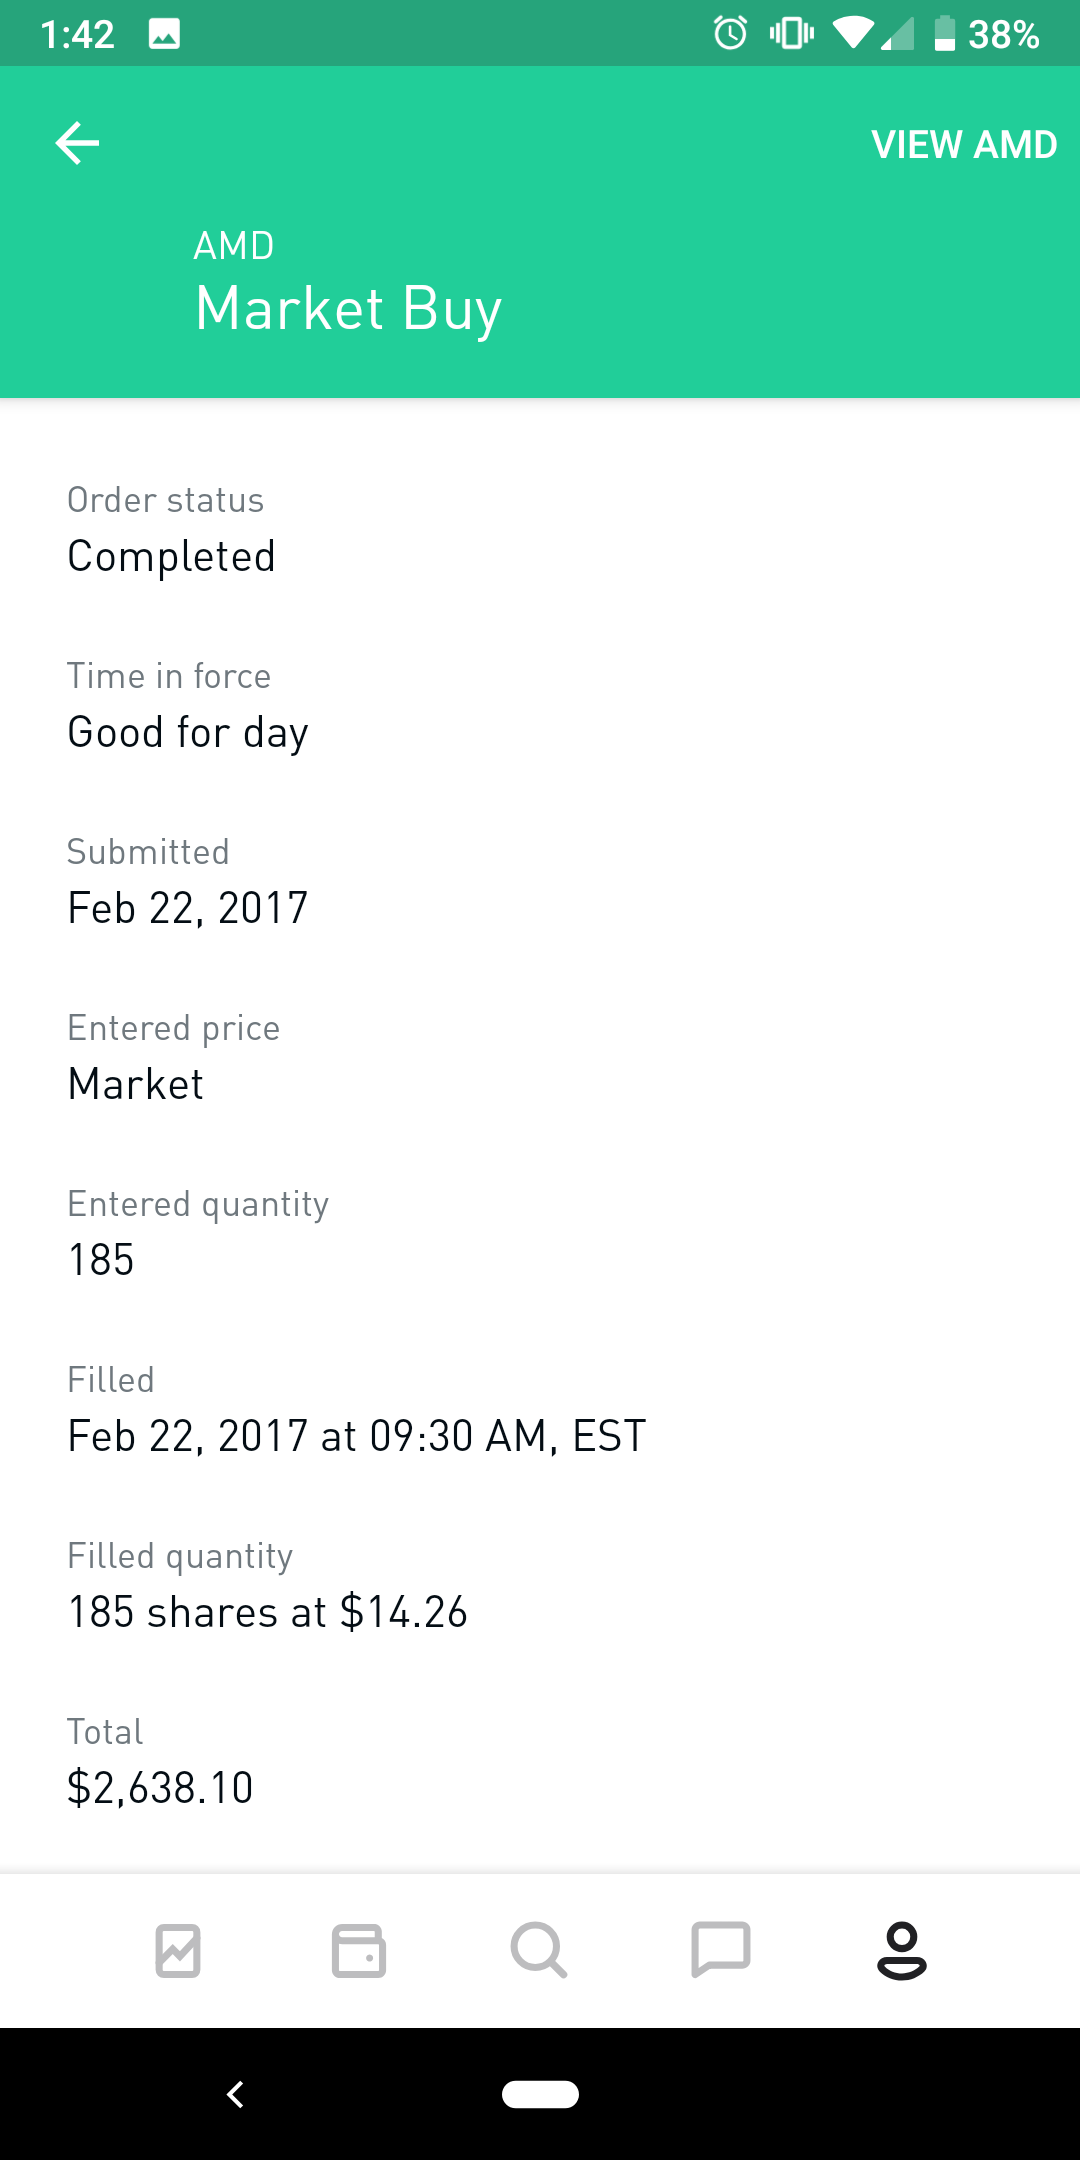 1:42
38%
VIEW AMD
AMD
Market Buy
Order status
Completed
Time in force
Good for day
Submitted
Feb 22, 2017
Entered price
Market
Entered quantity
185
Filled
Feb 22, 2017 at 09:30 AM, EST
Filled quantity
185 shares at $14.26
Total
$2,638.10